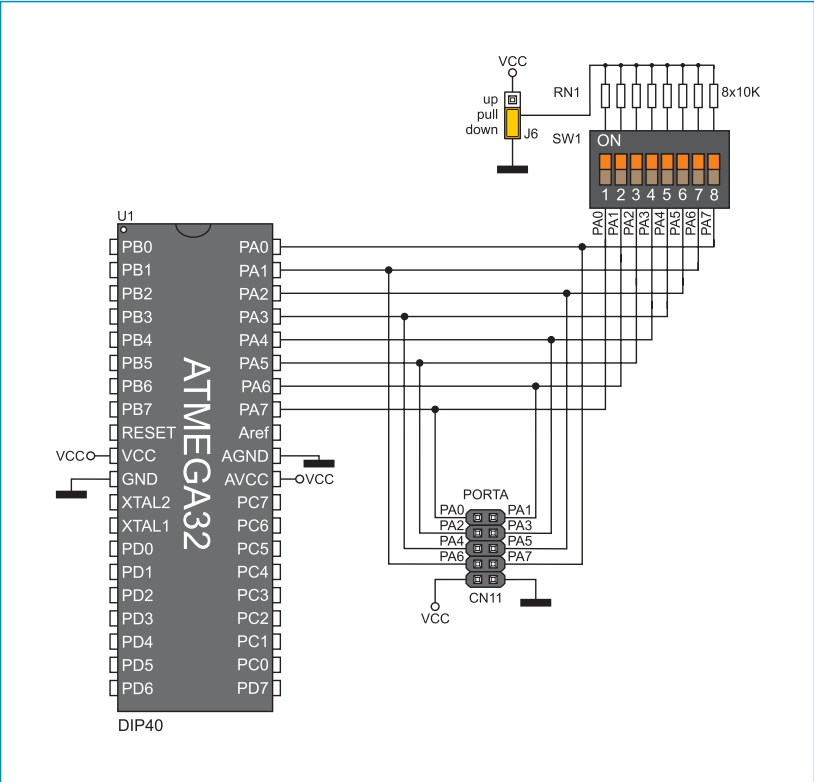 VCC
up
pull
down
J6
RN1
8x10K
SW1
ON
1 2 3 4 5 6 7 8
PA0 PA1 PA2 PA3 PA4 PA5 PA6 PA7
U1
PB0 PA0
PB1 PA1
PB2 PA2
PB3 PA3
PB4 PA4
PB5 PA5
PB6 PA6
PB7 PA7
RESET Aref
VCC VCC AGND
GND AVCC VCC
XTAL2 PC7
XTAL1 PC6
PD0 PC5
PD1 PC4
PD2 PC3
PD3 PC2
PD4 PC1
PD5 PC0
PD6 PD7
ATMEGA32
DIP40
PORTA
PA0 PA1
PA2 PA3
PA4 PA5
PA6 PA7
CN11
VCC